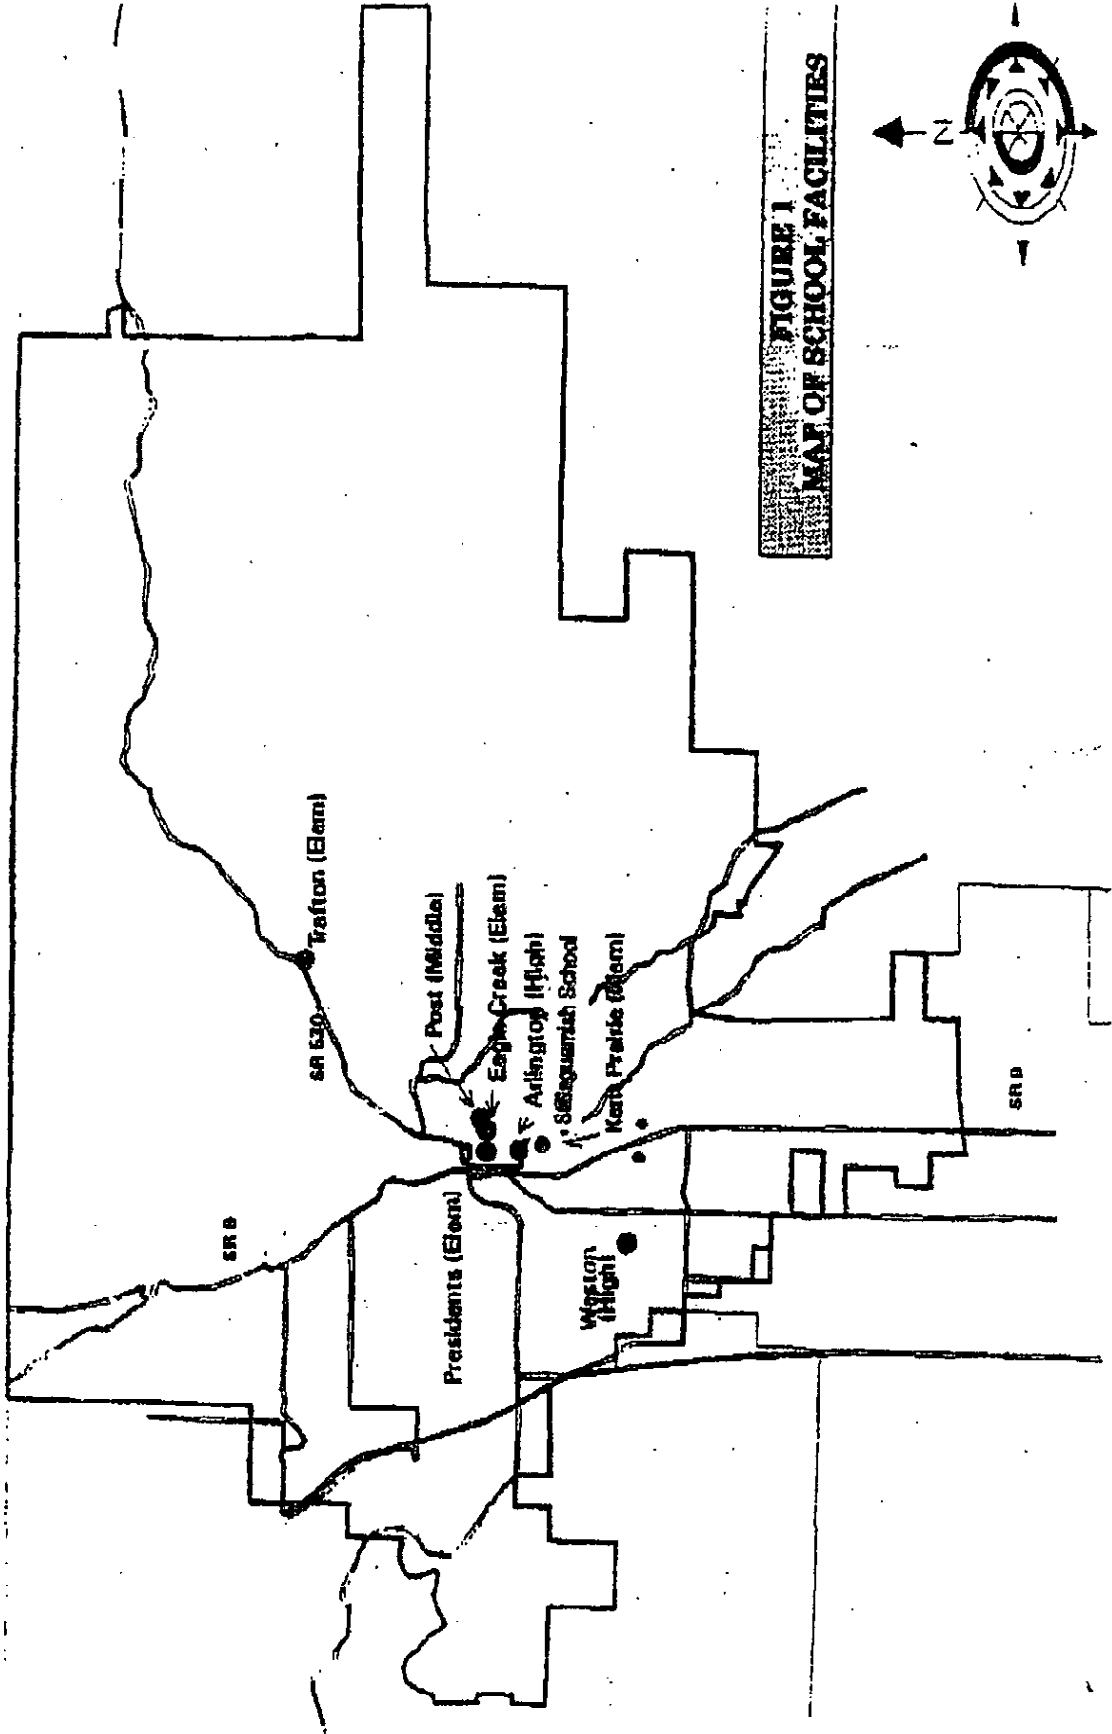 FIGURE 1
MAP OF SCHOOL FACILITIES
N
Trafton (Elem)
SR 530
Post (Middle)
Eagle Creek (Elem)
Arlington (High)
Stillaguamish School
Kent Prairie (Elem)
SR 9
SR 9
Presidents (Elem)
Weston
(High)